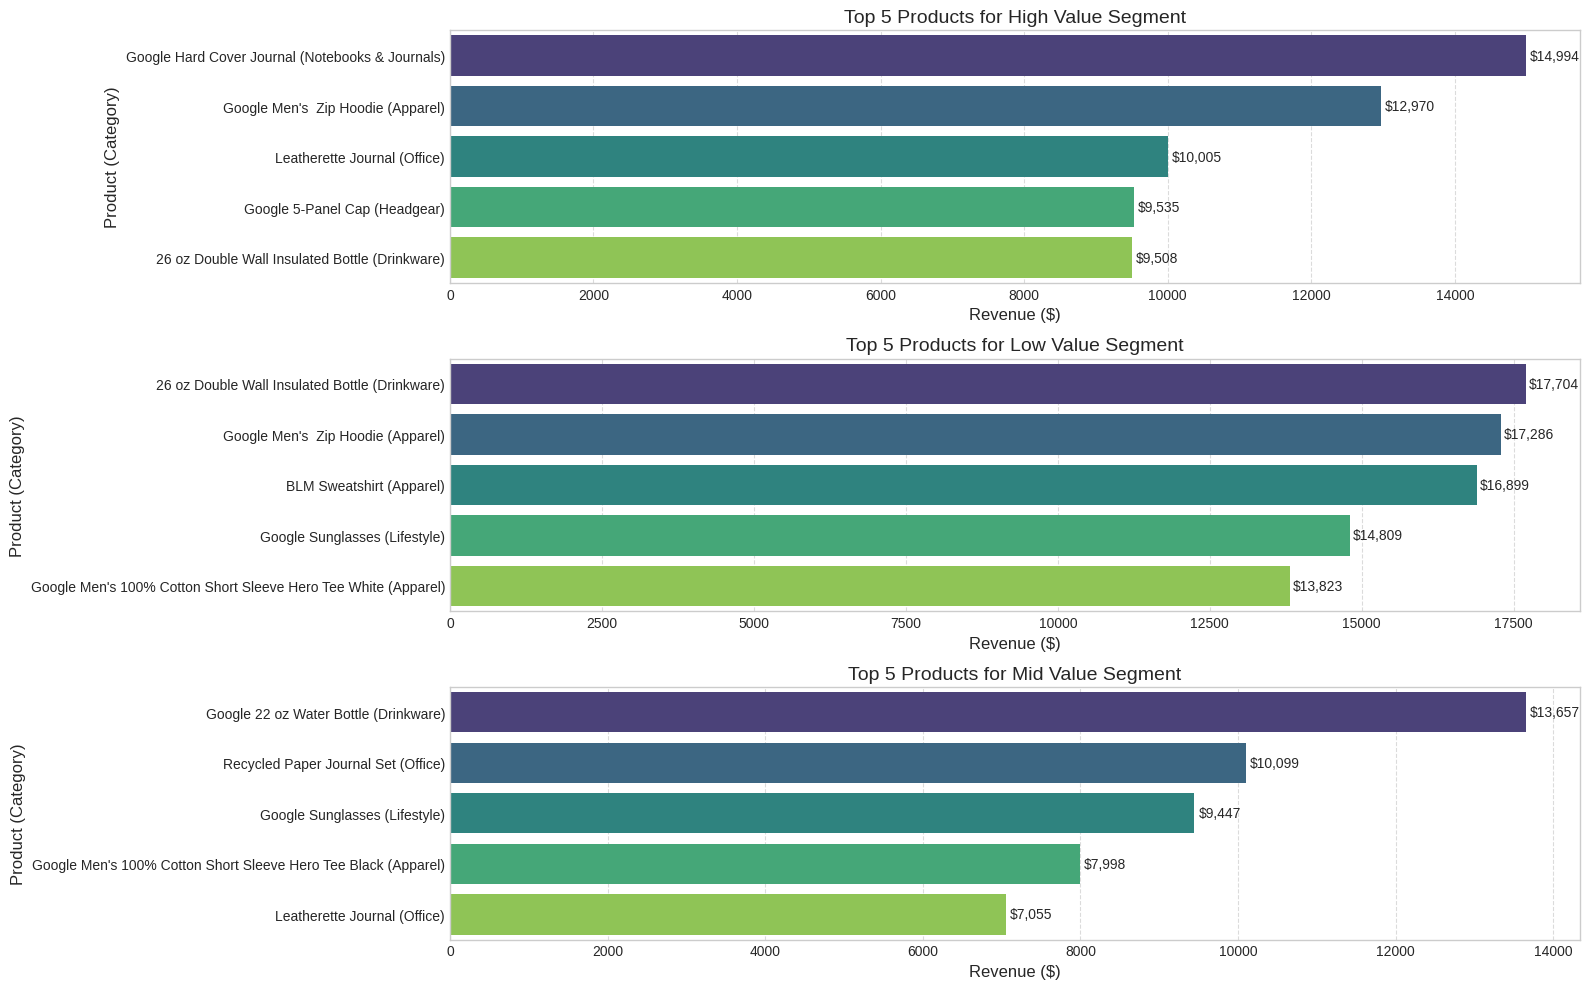 Top 5 Products for High Value Segment
Product (Category)
Google Hard Cover Journal (Notebooks & Journals)
$14,994
Google Men's  Zip Hoodie (Apparel)
$12,970
Leatherette Journal (Office)
$10,005
Google 5-Panel Cap (Headgear)
$9,535
26 oz Double Wall Insulated Bottle (Drinkware)
$9,508
0 2000 4000 6000 8000 10000 12000 14000
Revenue ($)
Top 5 Products for Low Value Segment
Product (Category)
26 oz Double Wall Insulated Bottle (Drinkware)
$17,704
Google Men's  Zip Hoodie (Apparel)
$17,286
BLM Sweatshirt (Apparel)
$16,899
Google Sunglasses (Lifestyle)
$14,809
Google Men's 100% Cotton Short Sleeve Hero Tee White (Apparel)
$13,823
0 2500 5000 7500 10000 12500 15000 17500
Revenue ($)
Top 5 Products for Mid Value Segment
Product (Category)
Google 22 oz Water Bottle (Drinkware)
$13,657
Recycled Paper Journal Set (Office)
$10,099
Google Sunglasses (Lifestyle)
$9,447
Google Men's 100% Cotton Short Sleeve Hero Tee Black (Apparel)
$7,998
Leatherette Journal (Office)
$7,055
0 2000 4000 6000 8000 10000 12000 14000
Revenue ($)